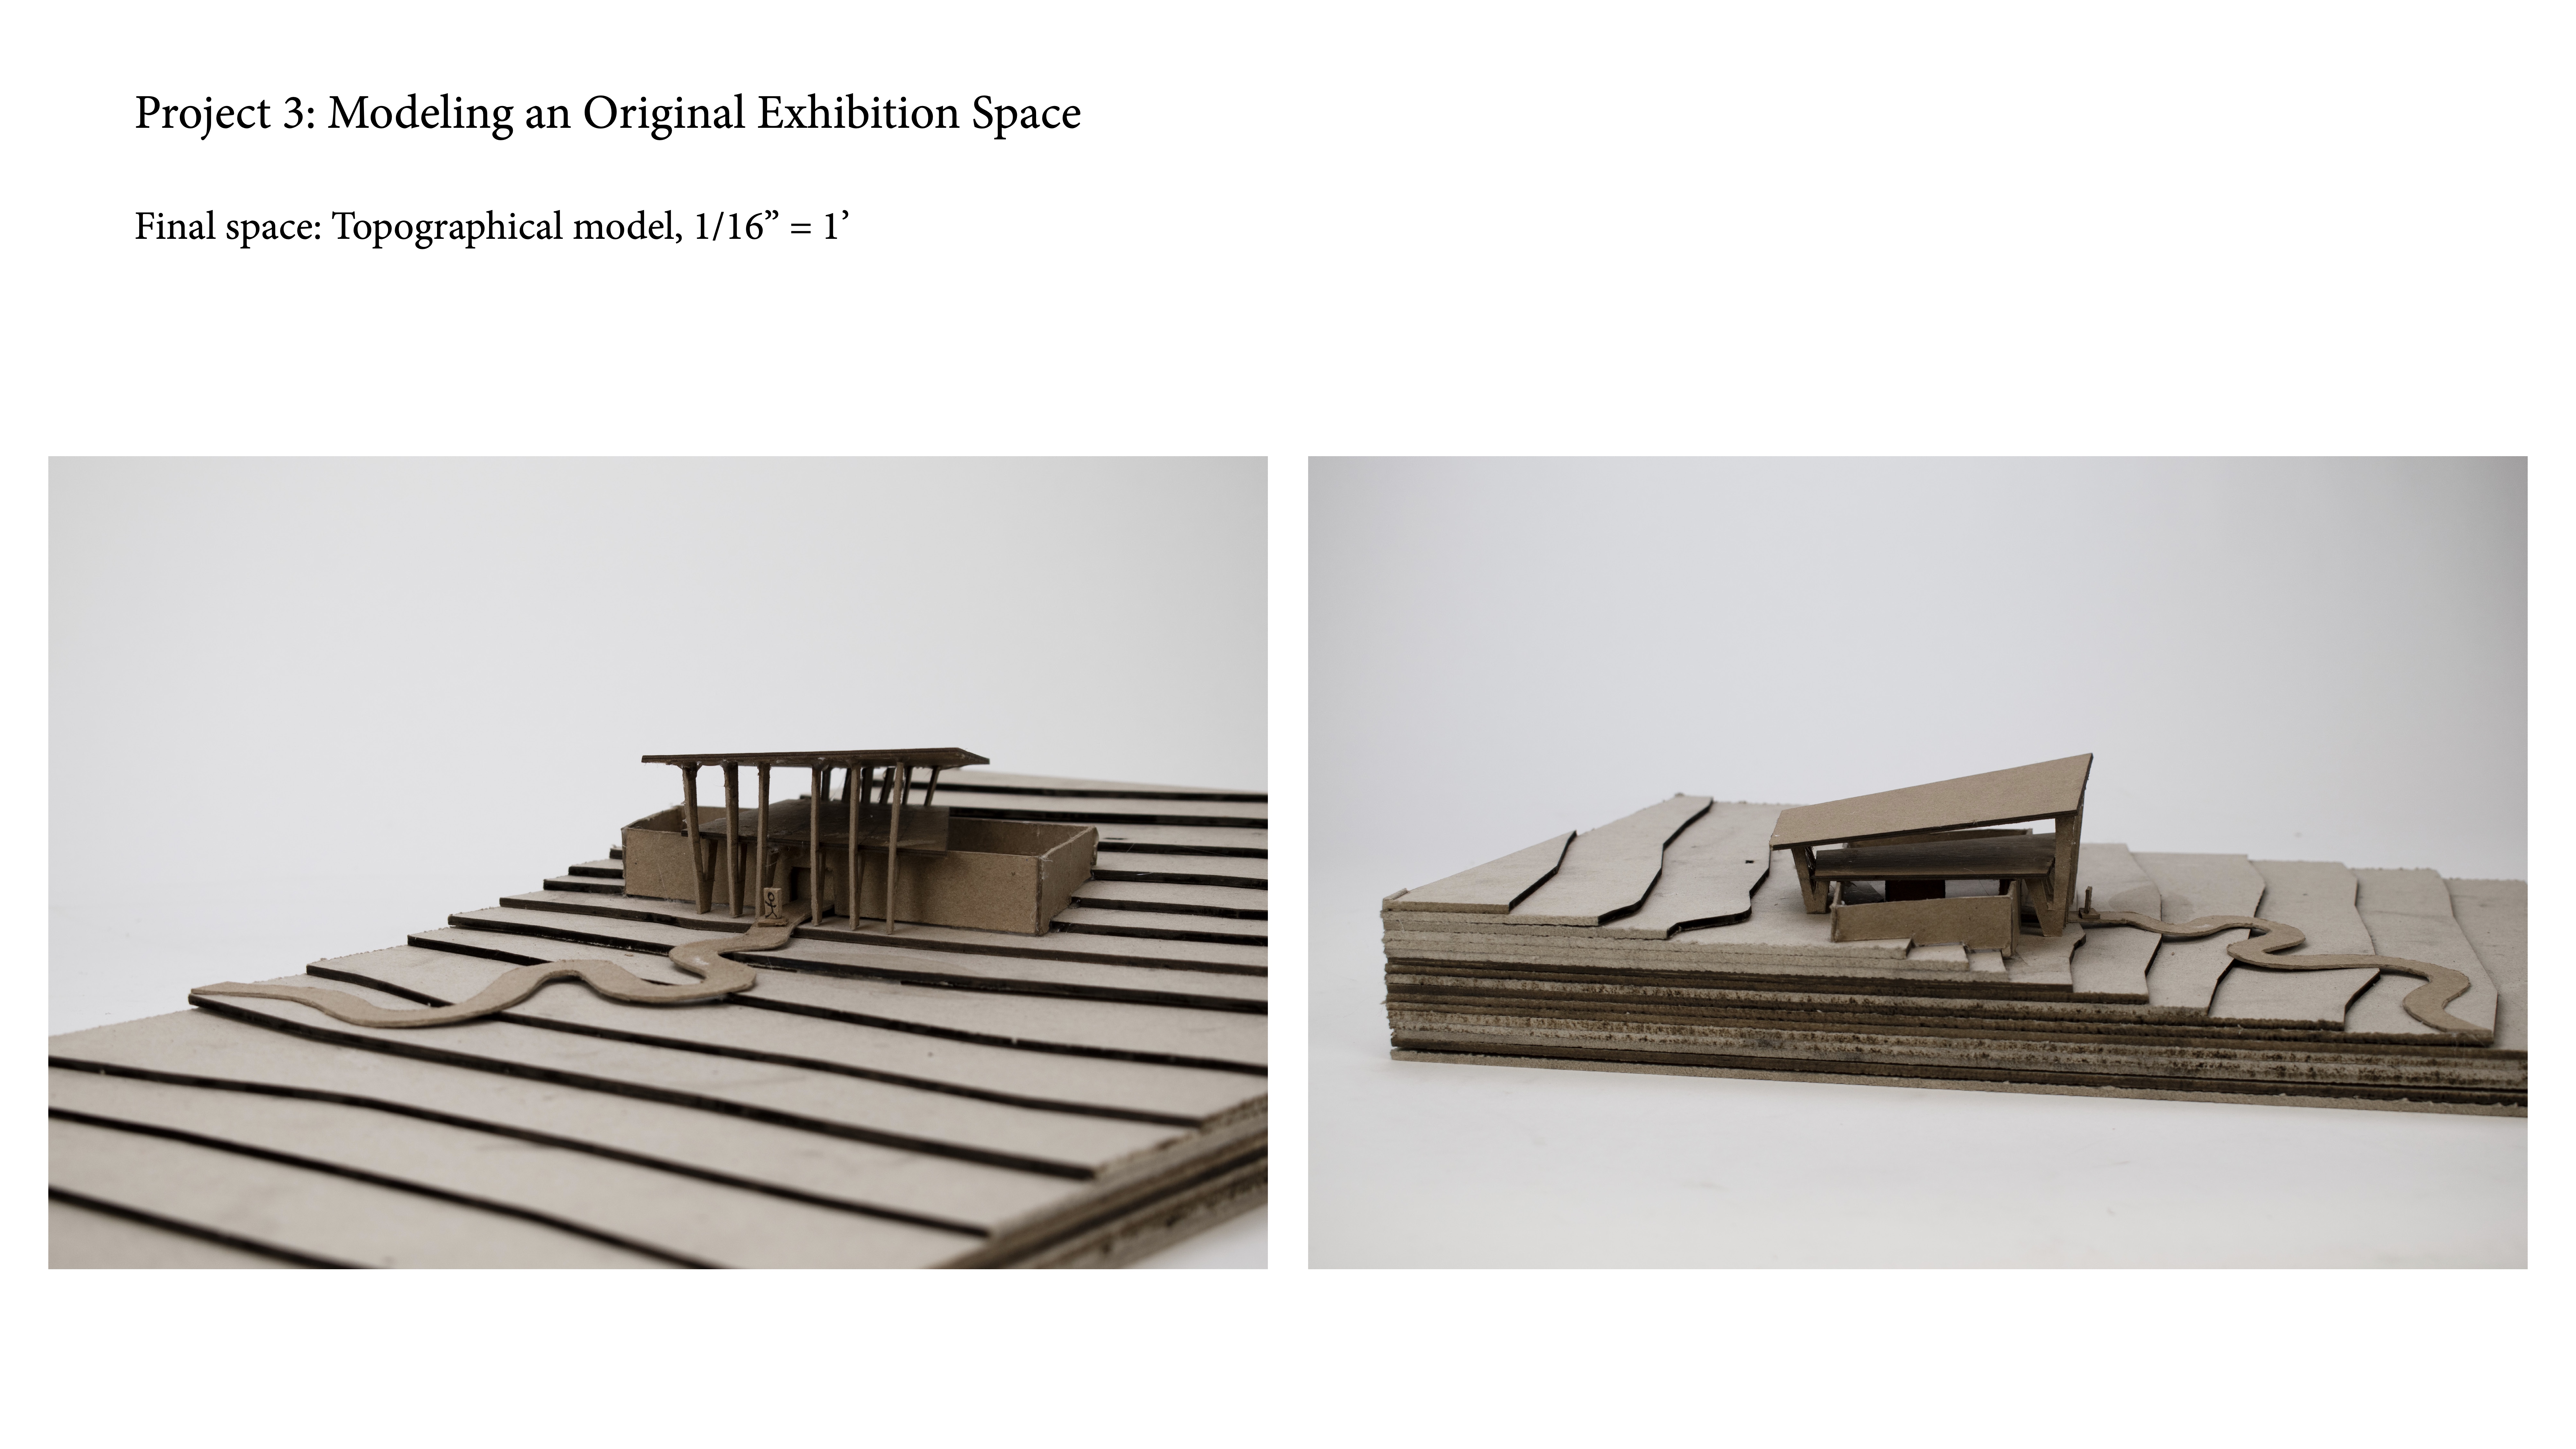 Project 3: Modeling an Original Exhibition Space
Final space: Topographical model, 1/16” = 1’